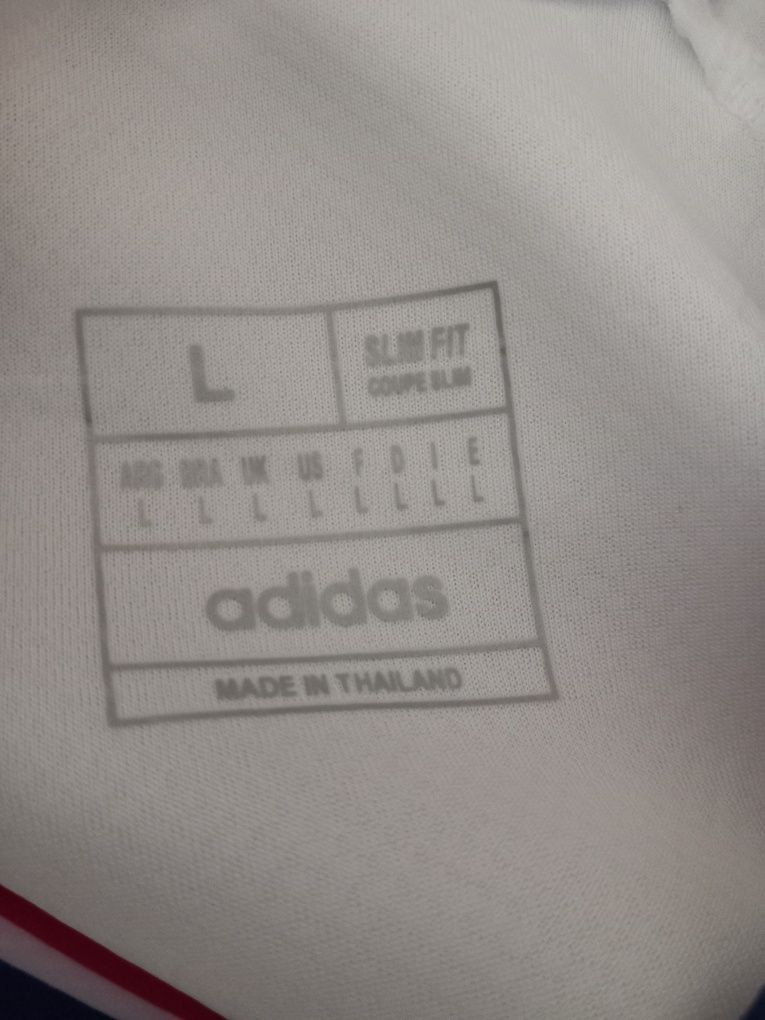 L
SLIM FIT
COUPE SLIM
ARG BRA UK US F D I E
L L L L L L L L
adidas
MADE IN THAILAND